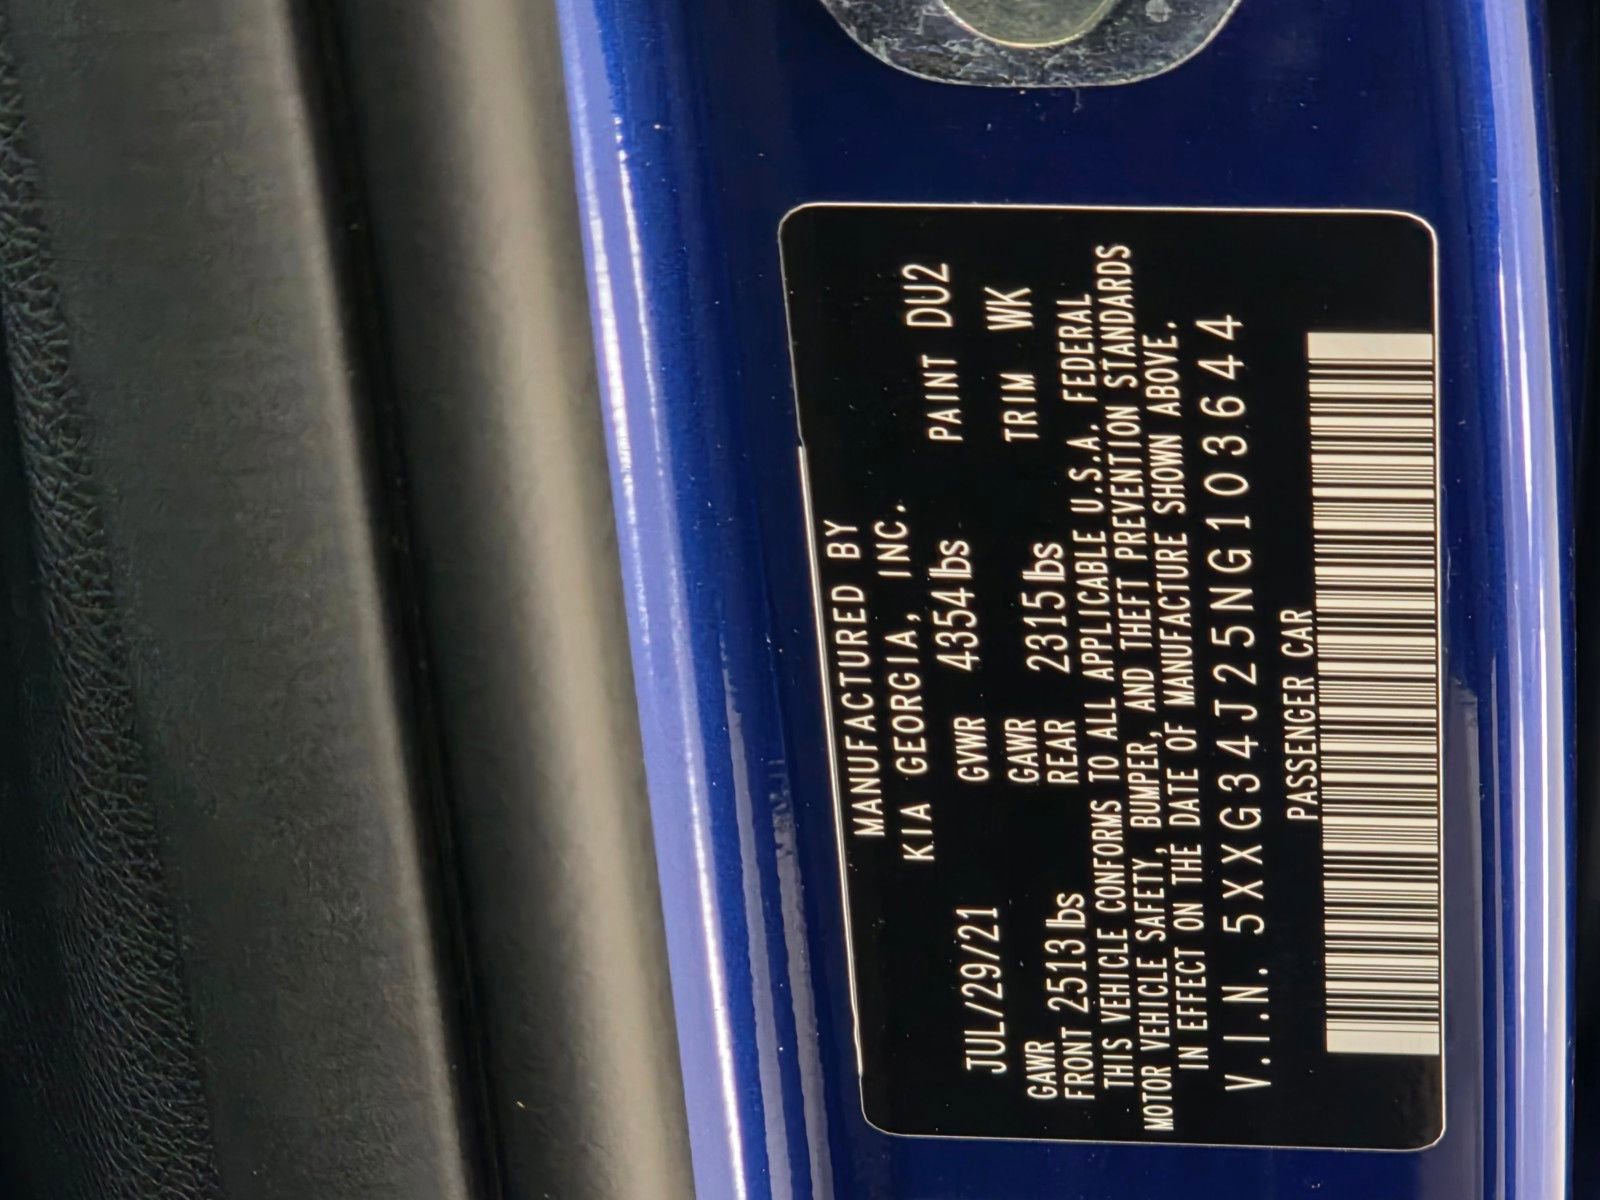 MANUFACTURED BY
KIA GEORGIA, INC.
JUL/29/21 GVWR 4354 lbs PAINT DU2
GAWR GAWR TRIM WK
FRONT 2513 lbs REAR 2315 lbs
THIS VEHICLE CONFORMS TO ALL APPLICABLE U.S.A. FEDERAL
MOTOR VEHICLE SAFETY, BUMPER, AND THEFT PREVENTION STANDARDS
IN EFFECT ON THE DATE OF MANUFACTURE SHOWN ABOVE.
V.I.N. 5XXG34J25NG103644
PASSENGER CAR